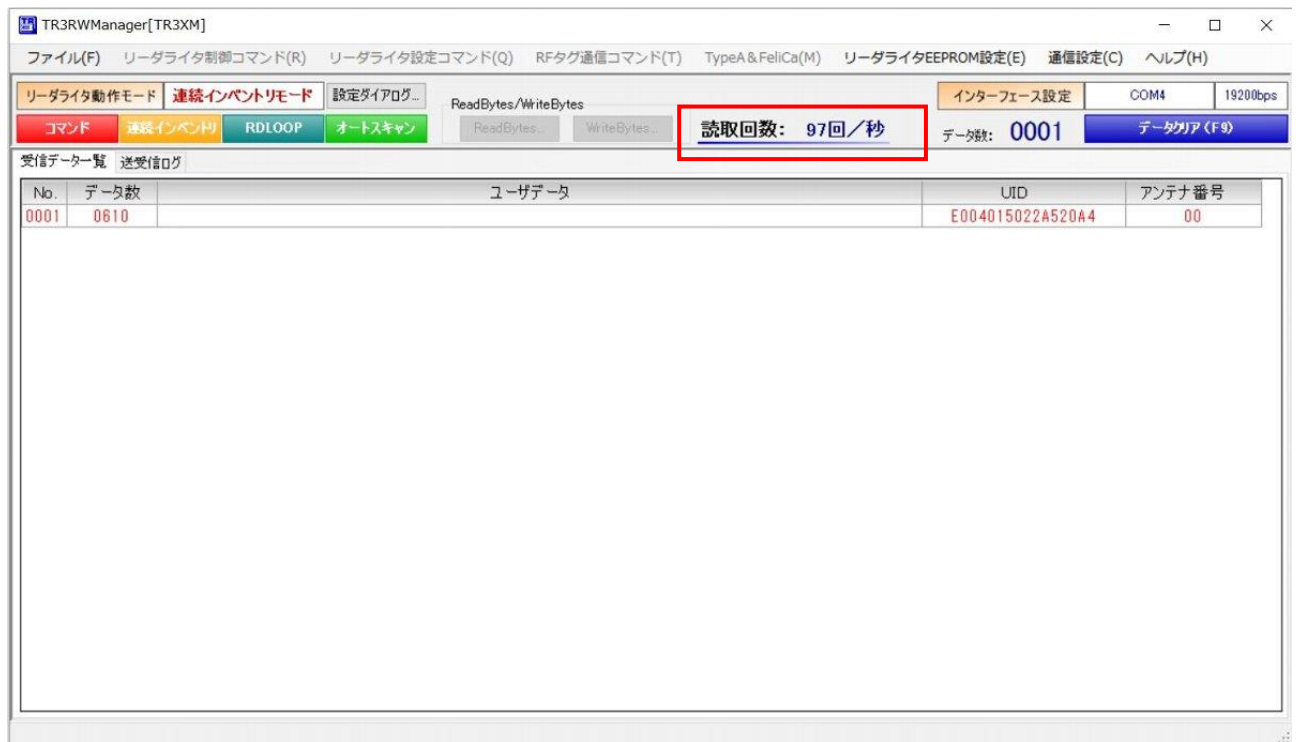 TR3RWManager[TR3XM]
ファイル(F) リーダライタ制御コマンド(R) リーダライタ設定コマンド(Q) RFタグ通信コマンド(T) TypeA&FeliCa(M) リーダライタEEPROM設定(E) 通信設定(C) ヘルプ(H)
リーダライタ動作モード 連続インベントリモード 設定ダイアログ... ReadBytes/WriteBytes インターフェース設定 COM4 19200bps
コマンド 連続インベントリ RDLOOP オートスキャン ReadBytes... WriteBytes... 読取回数: 97回/秒 データ数: 0001 データクリア(F9)
受信データ一覧 送受信ログ
No. データ数 ユーザデータ UID アンテナ番号
0001 0610 E004015022A520A4 00